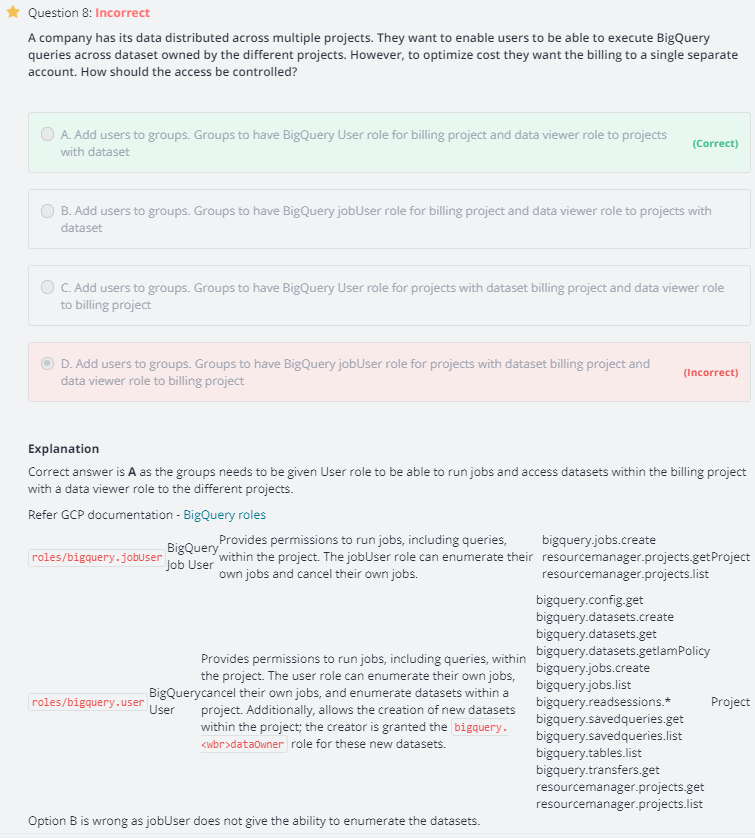 Question 8: Incorrect
A company has its data distributed across multiple projects. They want to enable users to be able to execute BigQuery
queries across dataset owned by the different projects. However, to optimize cost they want the billing to a single separate
account. How should the access be controlled?
A. Add users to groups. Groups to have BigQuery User role for billing project and data viewer role to projects
with dataset
(Correct)
B. Add users to groups. Groups to have BigQuery jobUser role for billing project and data viewer role to projects with
dataset
C. Add users to groups. Groups to have BigQuery User role for projects with dataset billing project and data viewer role
to billing project
D. Add users to groups. Groups to have BigQuery jobUser role for projects with dataset billing project and
data viewer role to billing project
(Incorrect)
Explanation
Correct answer is A as the groups needs to be given User role to be able to run jobs and access datasets within the billing project
with a data viewer role to the different projects.
Refer GCP documentation - BigQuery roles
roles/bigquery.jobUser
BigQuery
Job User
Provides permissions to run jobs, including queries,
within the project. The jobUser role can enumerate their
own jobs and cancel their own jobs.
bigquery.jobs.create
resourcemanager.projects.get
resourcemanager.projects.list
Project
roles/bigquery.user
BigQuery
User
Provides permissions to run jobs, including queries, within
the project. The user role can enumerate their own jobs,
cancel their own jobs, and enumerate datasets within a
project. Additionally, allows the creation of new datasets
within the project; the creator is granted the bigquery.
<wbr>dataOwner role for these new datasets.
bigquery.config.get
bigquery.datasets.create
bigquery.datasets.get
bigquery.datasets.getIamPolicy
bigquery.jobs.create
bigquery.jobs.list
bigquery.readsessions.*
bigquery.savedqueries.get
bigquery.savedqueries.list
bigquery.tables.list
bigquery.transfers.get
resourcemanager.projects.get
resourcemanager.projects.list
Project
Option B is wrong as jobUser does not give the ability to enumerate the datasets.